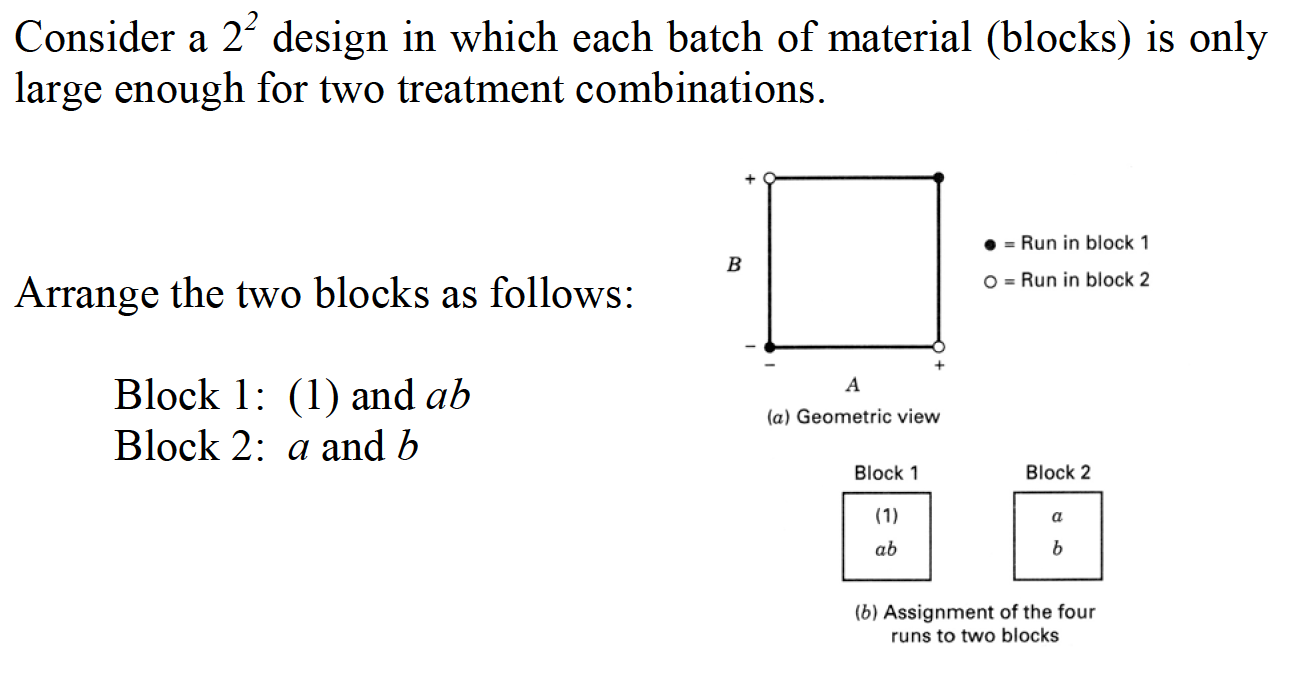 Consider a 2² design in which each batch of material (blocks) is only
large enough for two treatment combinations.
Arrange the two blocks as follows:
Block 1: (1) and ab
Block 2: a and b
+
B
−
−
+
A
● = Run in block 1
○ = Run in block 2
(a) Geometric view
Block 1
Block 2
(1)
a
ab
b
(b) Assignment of the four
runs to two blocks